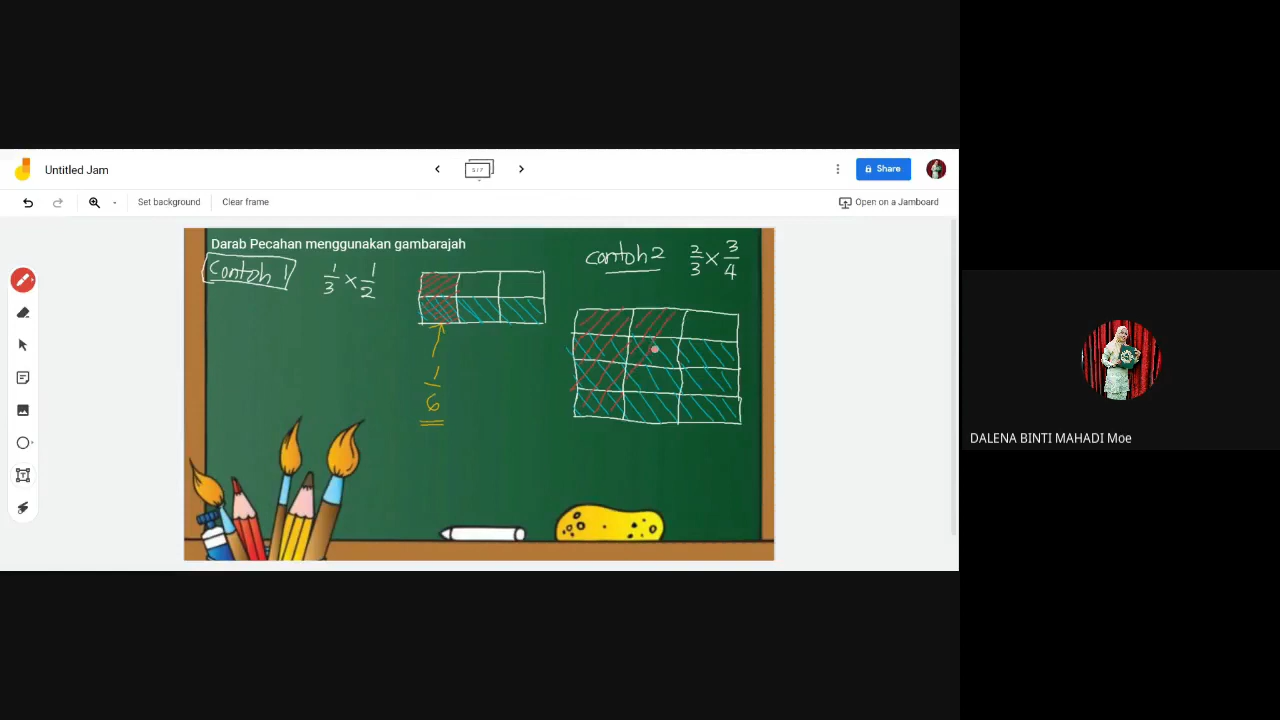 Untitled Jam
Share
Set background
Clear frame
Open on a Jamboard
Darab Pecahan menggunakan gambarajah
Contoh 1
1/3 × 1/2
Contoh 2
2/3 × 3/4
1/6
DALENA BINTI MAHADI Moe